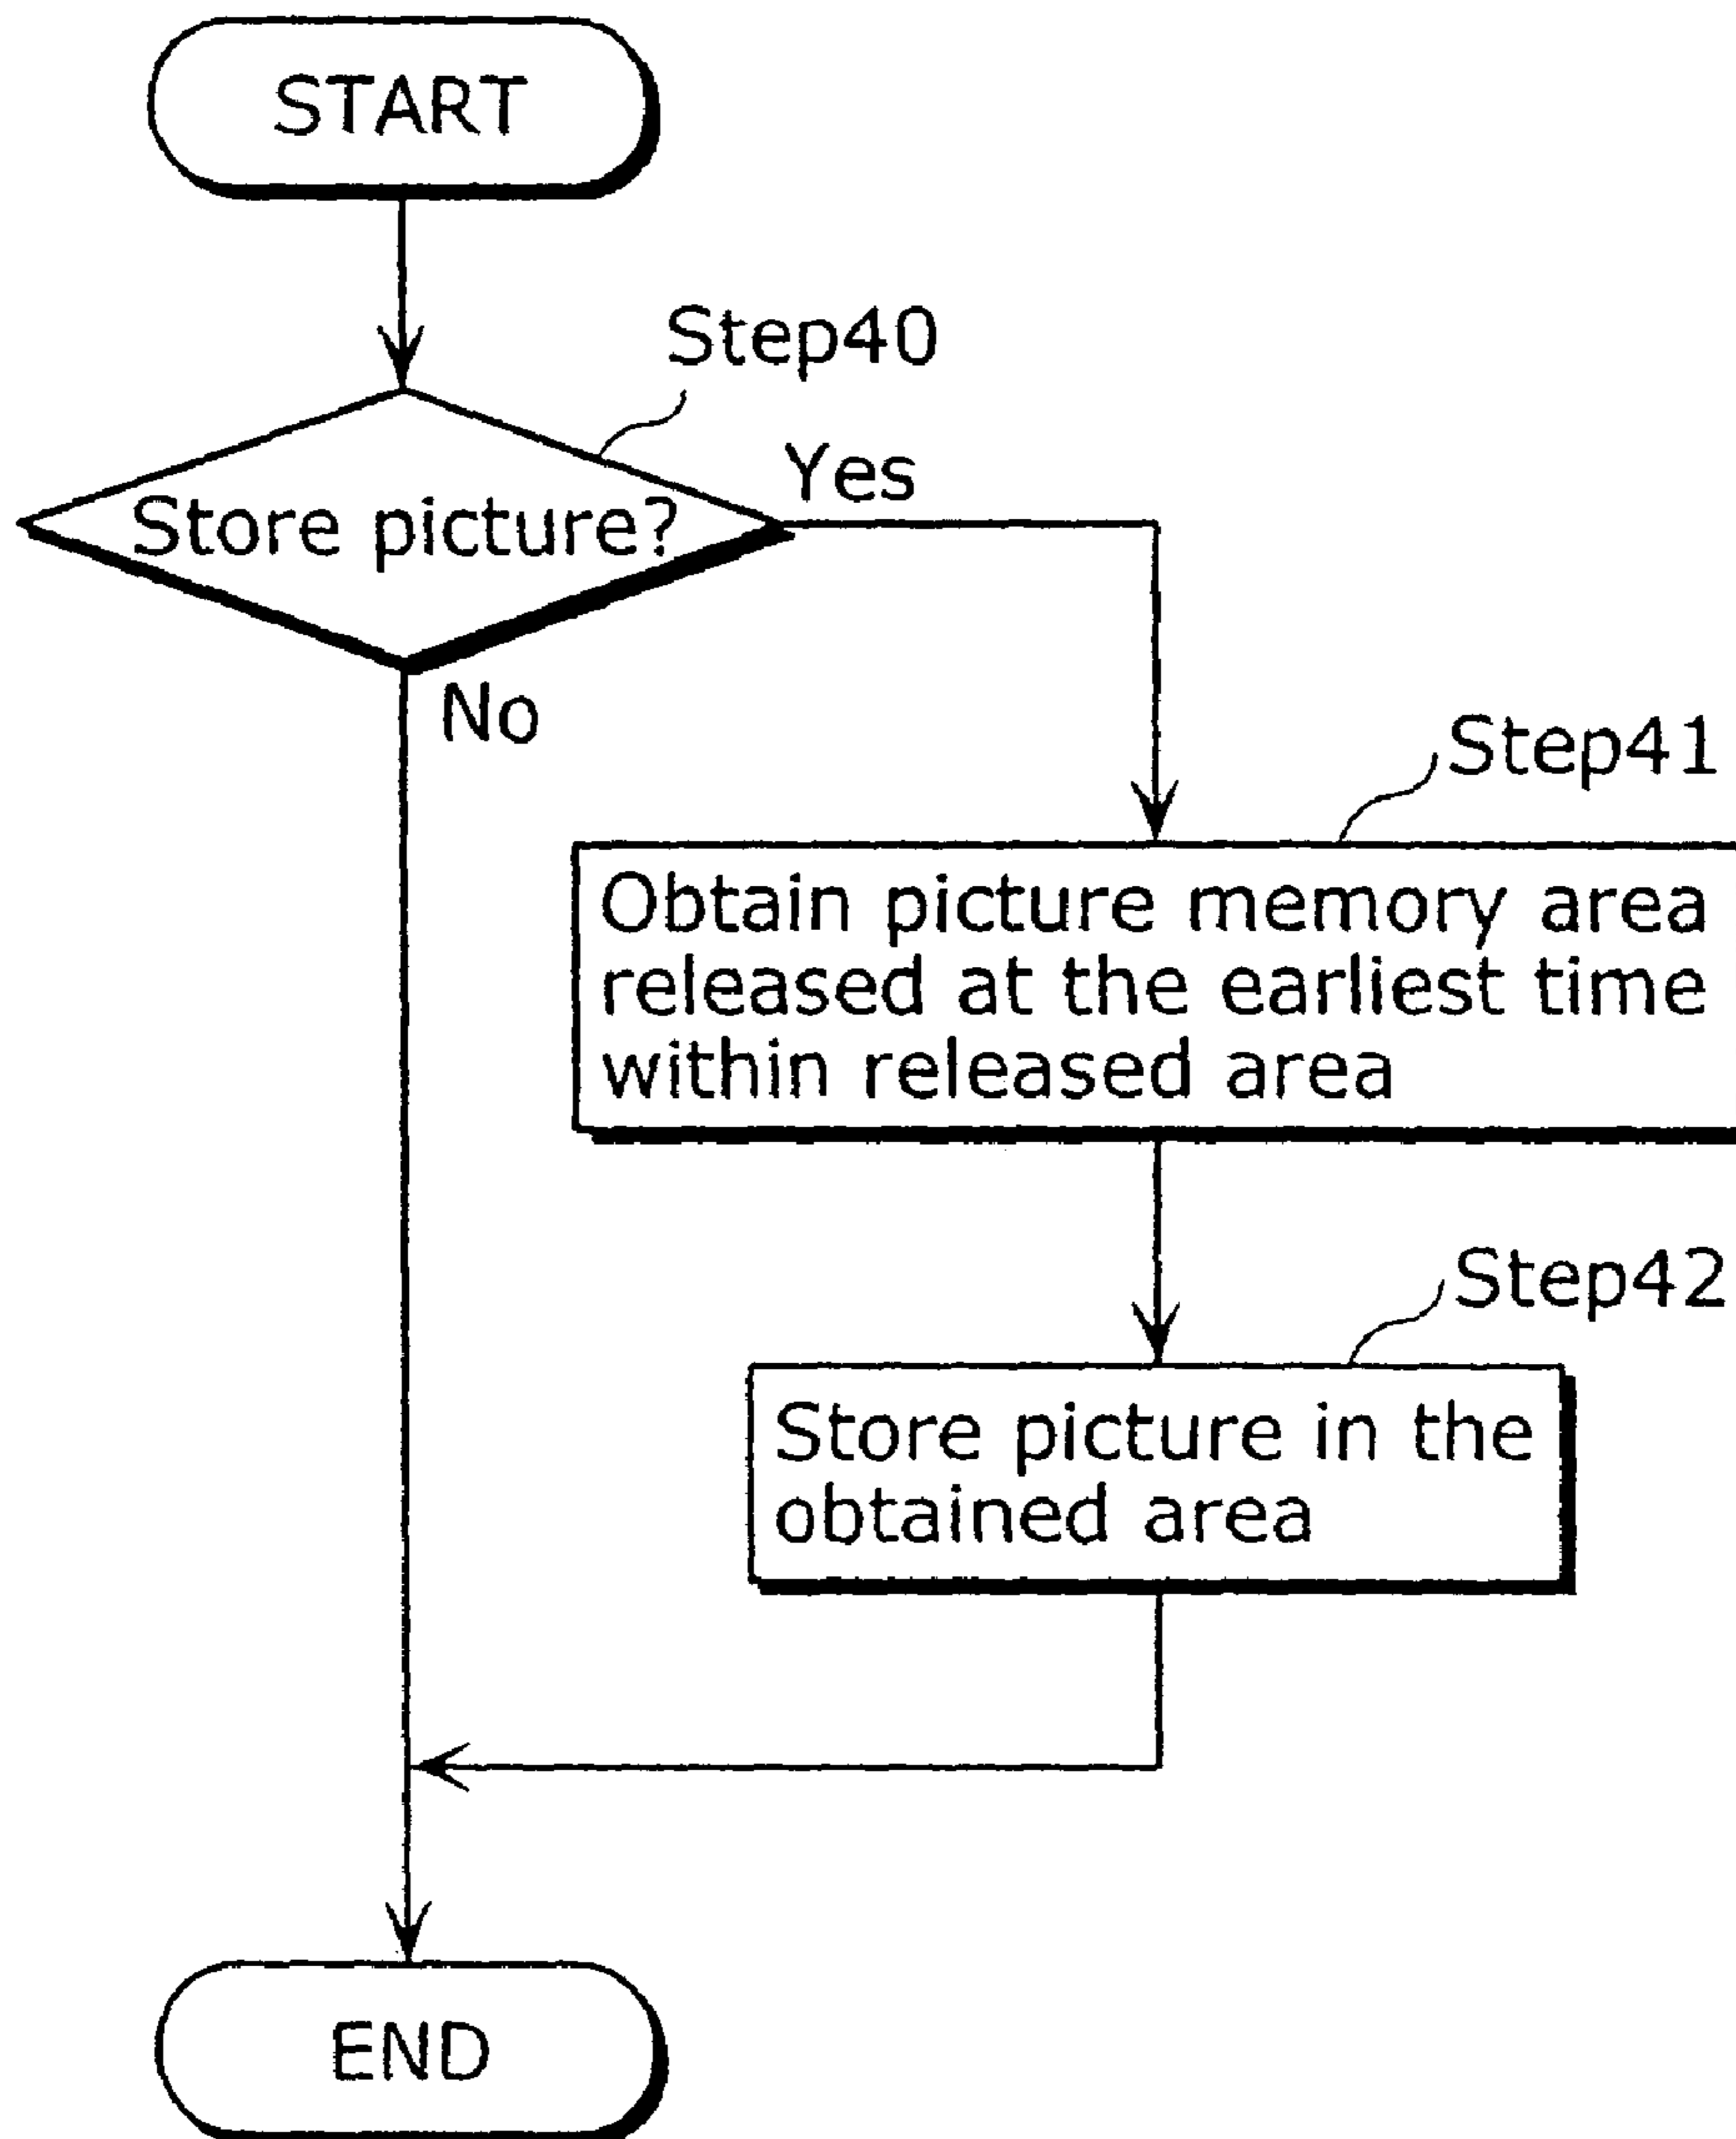 START
Step40
Yes
Store picture?
No
Step41
Obtain picture memory area
released at the earliest time
within released area
Step42
Store picture in the
obtained area
END